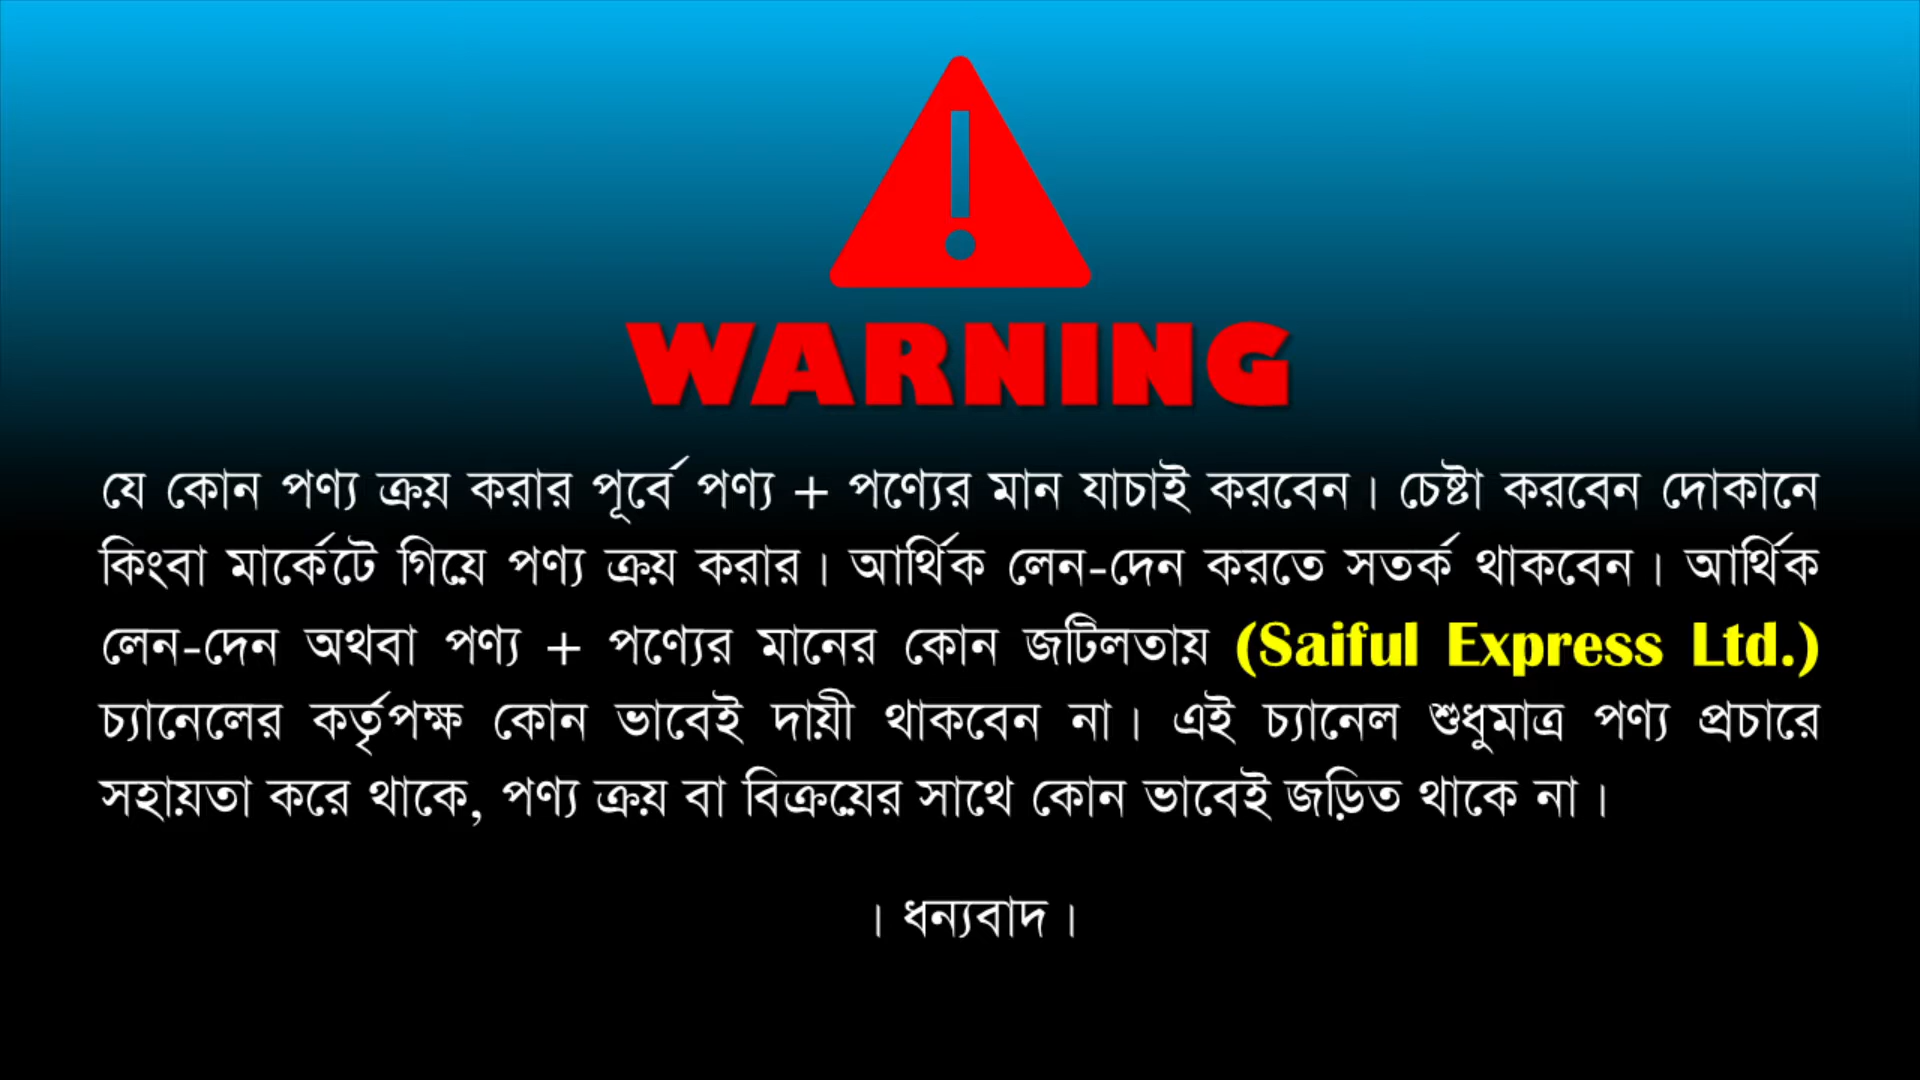 WARNING
যে কোন পণ্য ক্রয় করার পূর্বে পণ্য + পণ্যের মান যাচাই করবেন। চেষ্টা করবেন দোকানে
কিংবা মার্কেটে গিয়ে পণ্য ক্রয় করার। আর্থিক লেন-দেন করতে সতর্ক থাকবেন। আর্থিক
লেন-দেন অথবা পণ্য + পণ্যের মানের কোন জটিলতায় (Saiful Express Ltd.)
চ্যানেলের কর্তৃপক্ষ কোন ভাবেই দায়ী থাকবেন না। এই চ্যানেল শুধুমাত্র পণ্য প্রচারে
সহায়তা করে থাকে, পণ্য ক্রয় বা বিক্রয়ের সাথে কোন ভাবেই জড়িত থাকে না।
। ধন্যবাদ ।